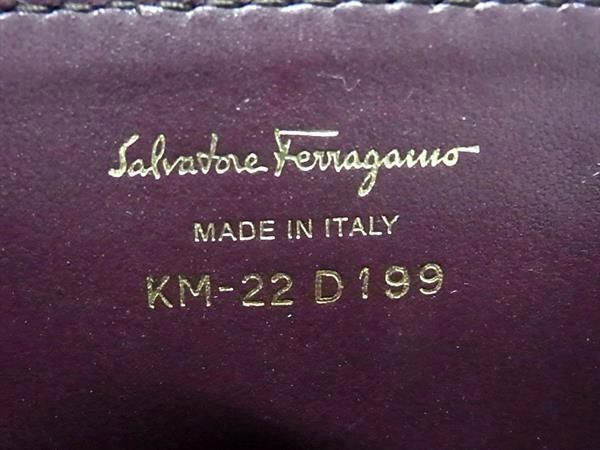 Salvatore Ferragamo
MADE IN ITALY
KM-22 D199